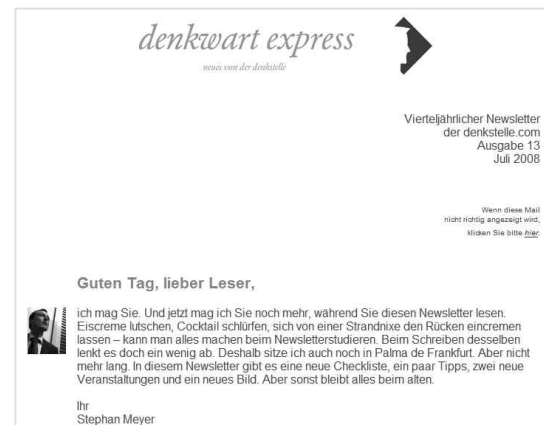 denkwart express
neues von der denkstelle
Vierteljährlicher Newsletter
der denkstelle.com
Ausgabe 13
Juli 2008
Wenn diese Mail
nicht richtig angezeigt wird,
klicken Sie bitte hier.
Guten Tag, lieber Leser,
ich mag Sie. Und jetzt mag ich Sie noch mehr, während Sie diesen Newsletter lesen.
Eiscreme lutschen, Cocktail schlürfen, sich von einer Strandnixe den Rücken eincremen
lassen – kann man alles machen beim Newsletterstudieren. Beim Schreiben desselben
lenkt es doch ein wenig ab. Deshalb sitze ich auch noch in Palma de Frankfurt. Aber nicht
mehr lang. In diesem Newsletter gibt es eine neue Checkliste, ein paar Tipps, zwei neue
Veranstaltungen und ein neues Bild. Aber sonst bleibt alles beim alten.
Ihr
Stephan Meyer